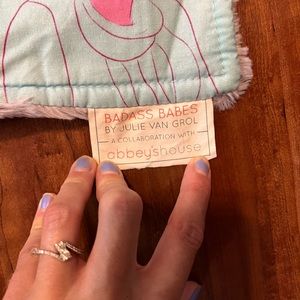 BADASS BABES
BY JULIE VAN GROL
A COLLABORATION WITH
abbeyshouse